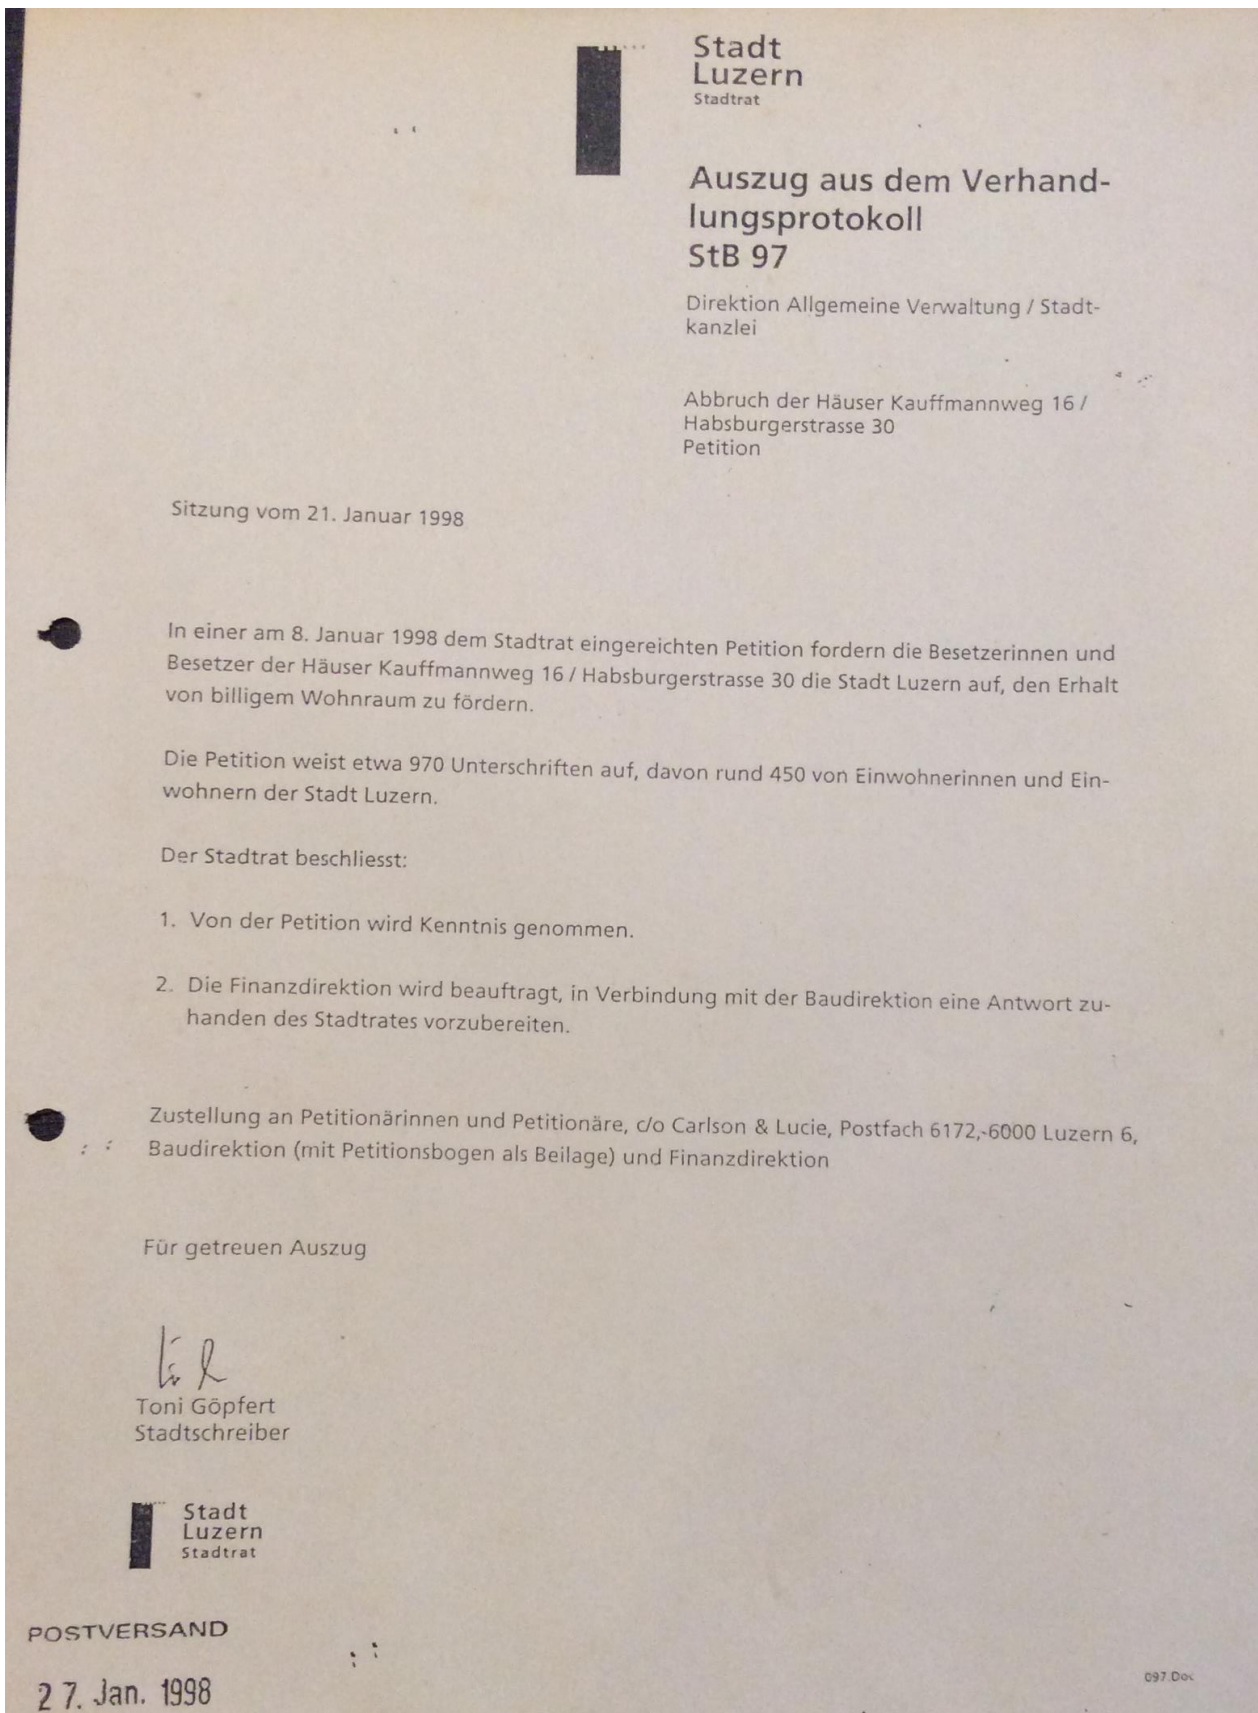 Stadt
Luzern
Stadtrat
Auszug aus dem Verhand-
lungsprotokoll
StB 97
Direktion Allgemeine Verwaltung / Stadt-
kanzlei
Abbruch der Häuser Kauffmannweg 16 /
Habsburgerstrasse 30
Petition
Sitzung vom 21. Januar 1998
In einer am 8. Januar 1998 dem Stadtrat eingereichten Petition fordern die Besetzerinnen und
Besetzer der Häuser Kauffmannweg 16 / Habsburgerstrasse 30 die Stadt Luzern auf, den Erhalt
von billigem Wohnraum zu fördern.
Die Petition weist etwa 970 Unterschriften auf, davon rund 450 von Einwohnerinnen und Ein-
wohnern der Stadt Luzern.
Der Stadtrat beschliesst:
1. Von der Petition wird Kenntnis genommen.
2. Die Finanzdirektion wird beauftragt, in Verbindung mit der Baudirektion eine Antwort zu-
handen des Stadtrates vorzubereiten.
Zustellung an Petitionärinnen und Petitionäre, c/o Carlson & Lucie, Postfach 6172, 6000 Luzern 6,
Baudirektion (mit Petitionsbogen als Beilage) und Finanzdirektion
Für getreuen Auszug
Toni Göpfert
Stadtschreiber
Stadt
Luzern
Stadtrat
POSTVERSAND
27. Jan. 1998
097.Doc